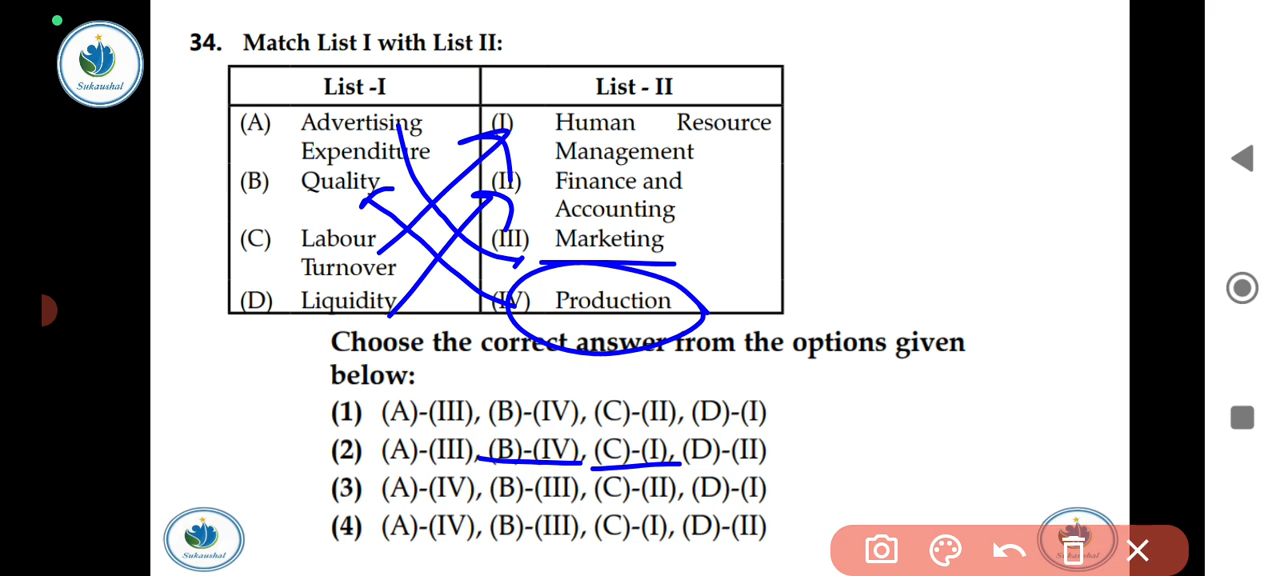 Sukaushal
34. Match List I with List II:
List -I List - II
(A) Advertising (I) Human Resource
Expenditure Management
(B) Quality (II) Finance and
Accounting
(C) Labour (III) Marketing
Turnover
(D) Liquidity (IV) Production
Choose the correct answer from the options given
below:
(1) (A)-(III), (B)-(IV), (C)-(II), (D)-(I)
(2) (A)-(III), (B)-(IV), (C)-(I), (D)-(II)
(3) (A)-(IV), (B)-(III), (C)-(II), (D)-(I)
(4) (A)-(IV), (B)-(III), (C)-(I), (D)-(II)
Sukaushal
Sukaushal